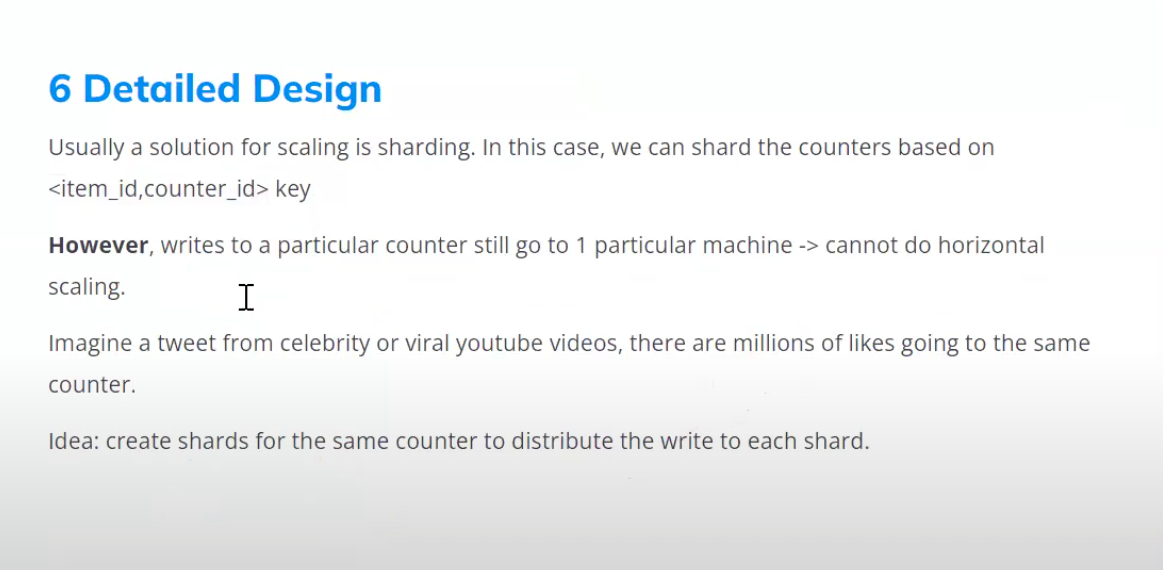 6 Detailed Design
Usually a solution for scaling is sharding. In this case, we can shard the counters based on
<item_id,counter_id> key
However, writes to a particular counter still go to 1 particular machine -> cannot do horizontal
scaling.
Imagine a tweet from celebrity or viral youtube videos, there are millions of likes going to the same
counter.
Idea: create shards for the same counter to distribute the write to each shard.